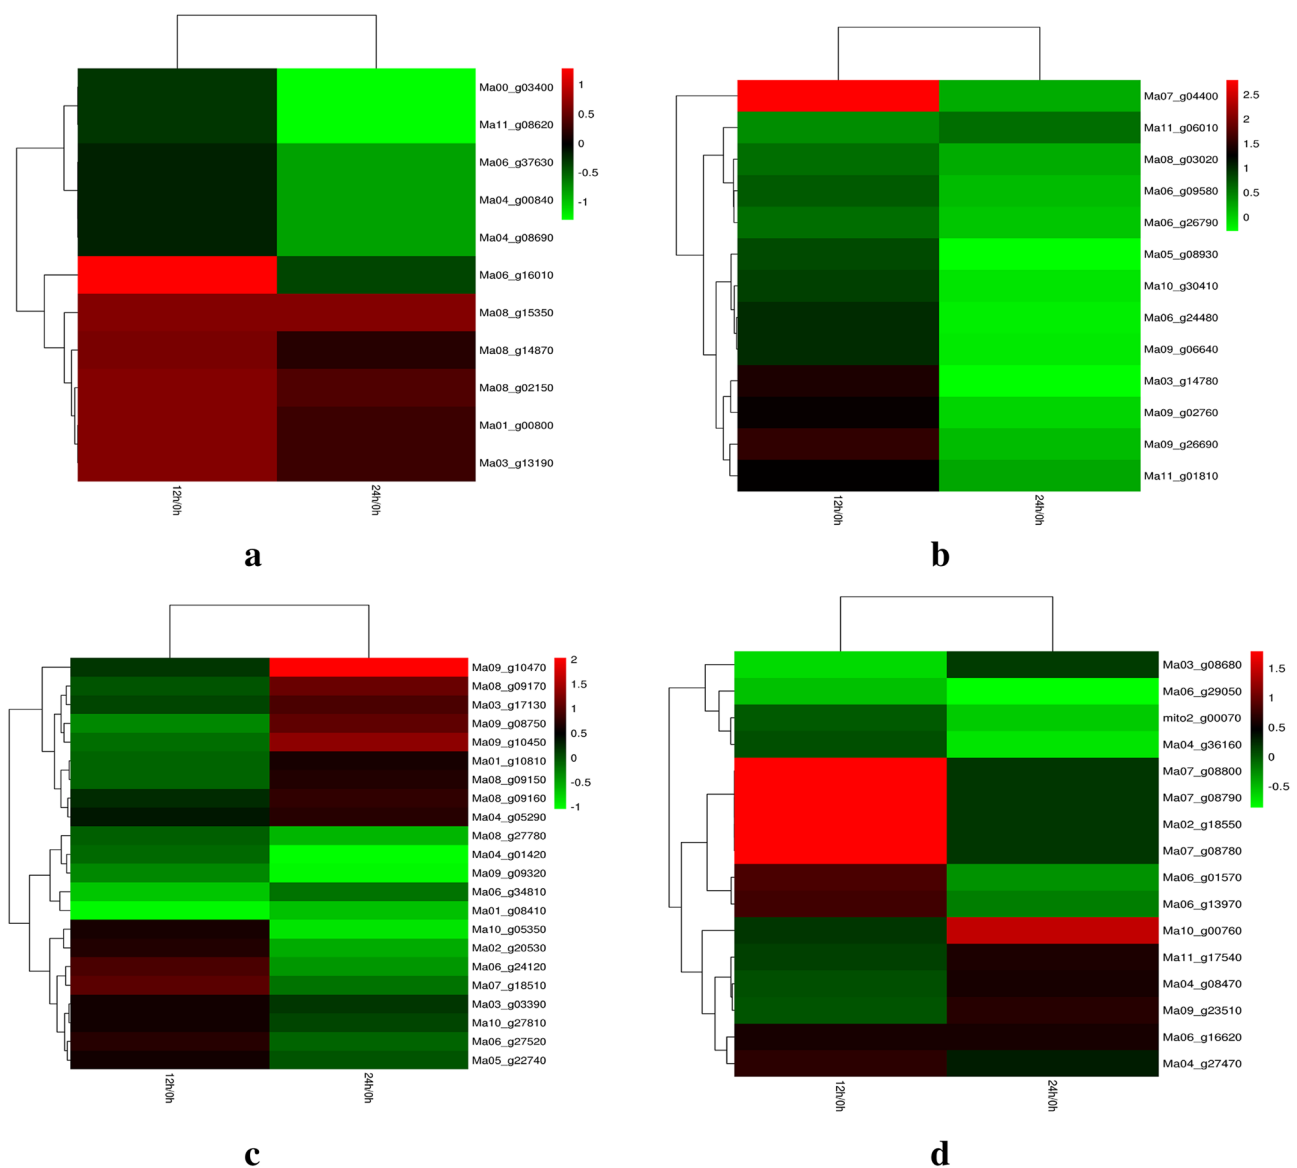 Ma00_g03400
Ma11_g08620
Ma06_g37630
Ma04_g00840
Ma04_g08690
Ma06_g16010
Ma08_g15350
Ma08_g14870
Ma08_g02150
Ma01_g00800
Ma03_g13190
1
0.5
0
-0.5
-1
12h/0h
24h/0h
a
Ma07_g04400
Ma11_g06010
Ma08_g03020
Ma06_g09580
Ma06_g26790
Ma05_g08930
Ma10_g30410
Ma06_g24480
Ma09_g06640
Ma03_g14780
Ma09_g02760
Ma09_g26690
Ma11_g01810
2.5
2
1.5
1
0.5
0
12h/0h
24h/0h
b
Ma09_g10470
Ma08_g09170
Ma03_g17130
Ma09_g08750
Ma09_g10450
Ma01_g10810
Ma08_g09150
Ma08_g09160
Ma04_g05290
Ma08_g27780
Ma04_g01420
Ma09_g09320
Ma06_g34810
Ma01_g08410
Ma10_g05350
Ma02_g20530
Ma06_g24120
Ma07_g18510
Ma03_g03390
Ma10_g27810
Ma06_g27520
Ma05_g22740
2
1.5
1
0.5
0
-0.5
-1
12h/0h
24h/0h
c
Ma03_g08680
Ma06_g29050
mito2_g00070
Ma04_g36160
Ma07_g08800
Ma07_g08790
Ma02_g18550
Ma07_g08780
Ma06_g01570
Ma06_g13970
Ma10_g00760
Ma11_g17540
Ma04_g08470
Ma09_g23510
Ma06_g16620
Ma04_g27470
1.5
1
0.5
0
-0.5
12h/0h
24h/0h
d